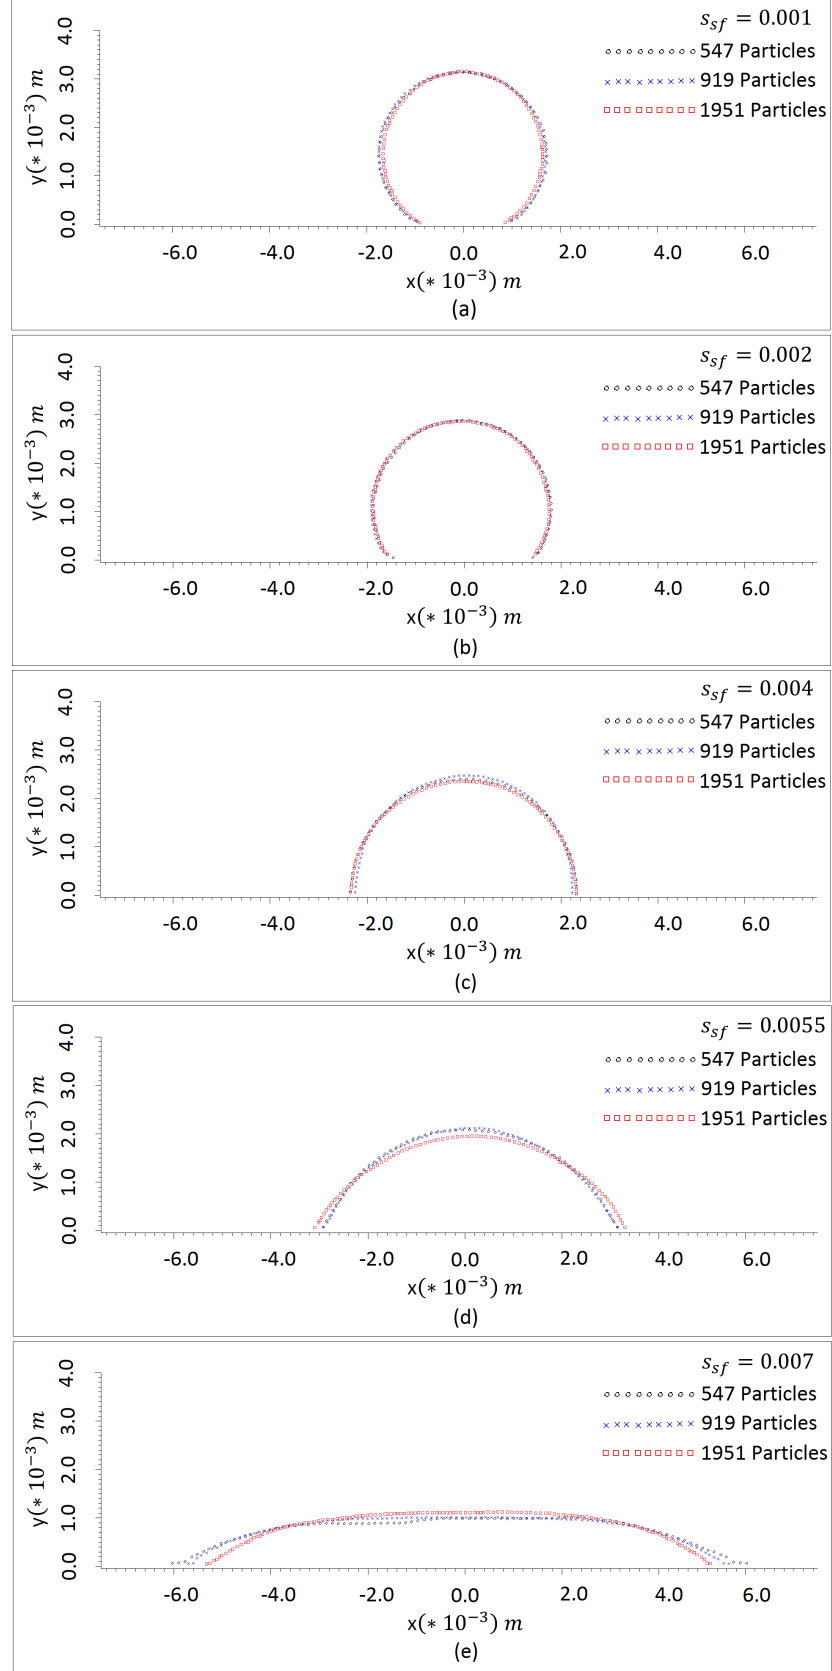 s_sf = 0.001
547 Particles
919 Particles
1951 Particles
y(∗ 10⁻³) m
4.0
3.0
2.0
1.0
0.0
-6.0 -4.0 -2.0 0.0 2.0 4.0 6.0
x(∗ 10⁻³) m
(a)
s_sf = 0.002
547 Particles
919 Particles
1951 Particles
y(∗ 10⁻³) m
4.0
3.0
2.0
1.0
0.0
-6.0 -4.0 -2.0 0.0 2.0 4.0 6.0
x(∗ 10⁻³) m
(b)
s_sf = 0.004
547 Particles
919 Particles
1951 Particles
y(∗ 10⁻³) m
4.0
3.0
2.0
1.0
0.0
-6.0 -4.0 -2.0 0.0 2.0 4.0 6.0
x(∗ 10⁻³) m
(c)
s_sf = 0.0055
547 Particles
919 Particles
1951 Particles
y(∗ 10⁻³) m
4.0
3.0
2.0
1.0
0.0
-6.0 -4.0 -2.0 0.0 2.0 4.0 6.0
x(∗ 10⁻³) m
(d)
s_sf = 0.007
547 Particles
919 Particles
1951 Particles
y(∗ 10⁻³) m
4.0
3.0
2.0
1.0
0.0
-6.0 -4.0 -2.0 0.0 2.0 4.0 6.0
x(∗ 10⁻³) m
(e)